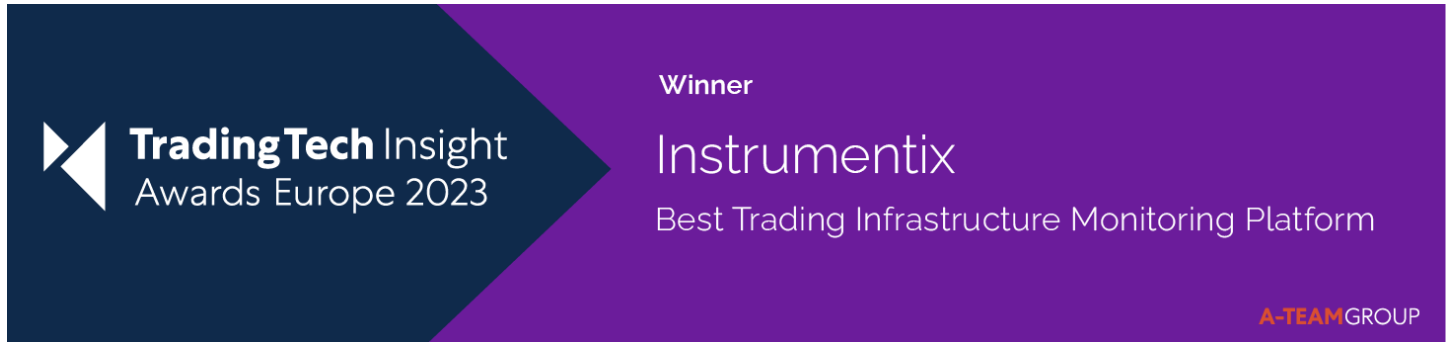 TradingTech Insight
Awards Europe 2023
Winner
Instrumentix
Best Trading Infrastructure Monitoring Platform
A-TEAMGROUP